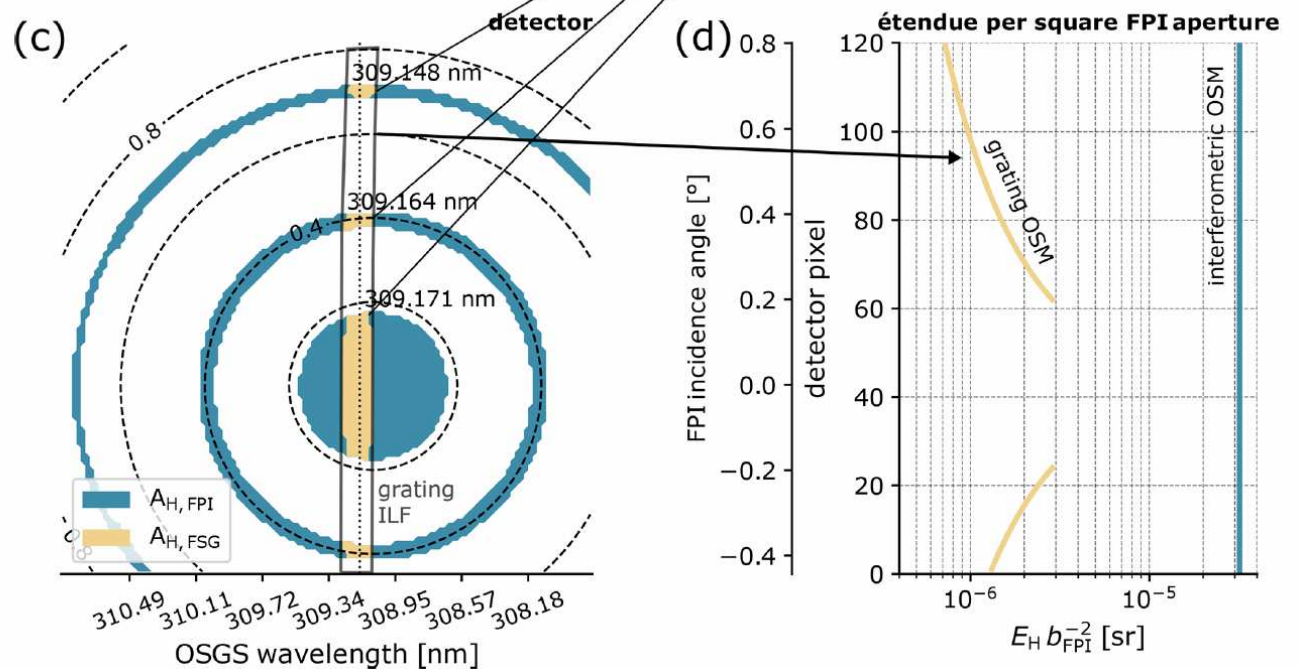 (c)
detector
309.148 nm
0.8
309.164 nm
0.4
309.171 nm
grating
ILF
A_H, FPI
A_H, FSG
0.8
310.49
310.11
309.72
309.34
308.95
308.57
308.18
OSGS wavelength [nm]
(d)
étendue per square FPI aperture
FPI incidence angle [°]
0.8
0.6
0.4
0.2
0.0
−0.2
−0.4
detector pixel
120
100
80
60
40
20
0
grating OSM
interferometric OSM
10⁻⁶
10⁻⁵
E_H b_FPI⁻² [sr]